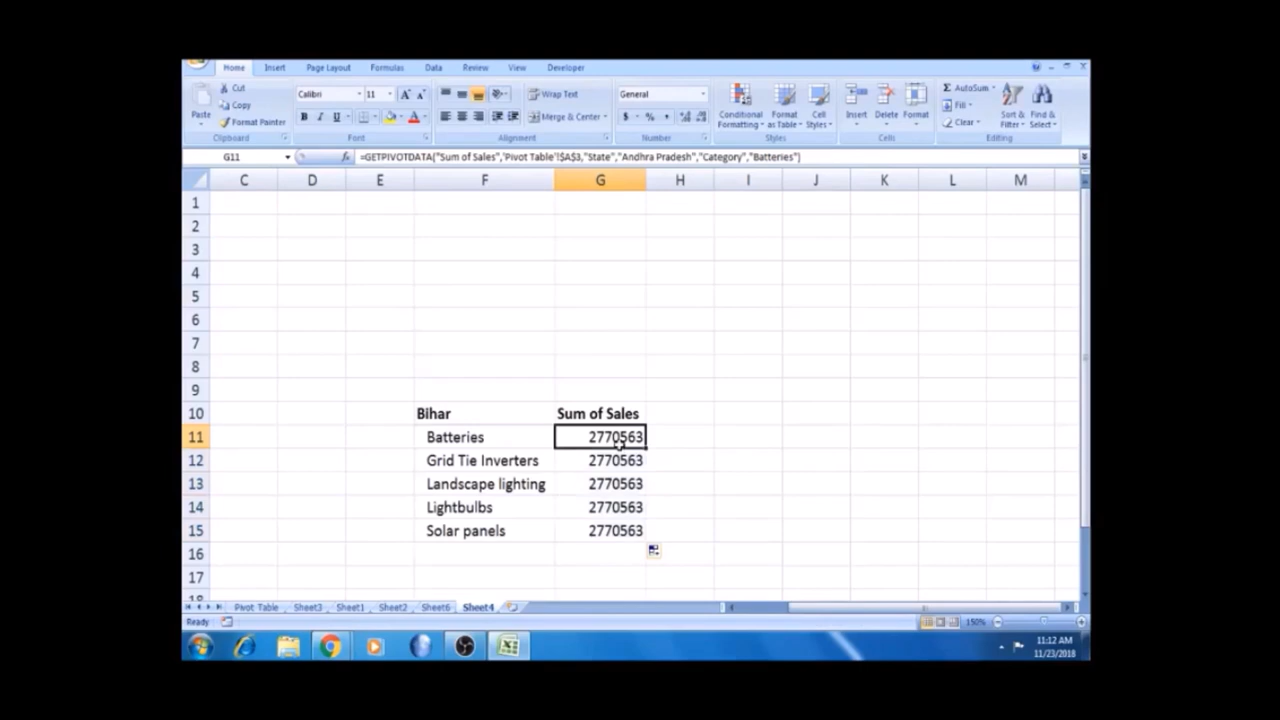 Home Insert Page Layout Formulas Data Review View Developer
Cut
Copy
Format Painter
Paste
Clipboard
Calibri 11 A A
B I U
Font
Wrap Text
Merge & Center
Alignment
General
$ % ,
Number
Conditional Formatting
Format as Table
Cell Styles
Styles
Insert Delete Format
Cells
Σ AutoSum
Fill
Clear
Sort & Filter
Find & Select
Editing
G11 fx =GETPIVOTDATA("Sum of Sales",'Pivot Table'!$A$3,"State","Andhra Pradesh","Category","Batteries")
C D E F G H I J K L M
1
2
3
4
5
6
7
8
9
10 Bihar Sum of Sales
11 Batteries 2770563
12 Grid Tie Inverters 2770563
13 Landscape lighting 2770563
14 Lightbulbs 2770563
15 Solar panels 2770563
16
17
18
Pivot Table Sheet3 Sheet1 Sheet2 Sheet6 Sheet4
Ready 150%
11:12 AM
11/23/2018